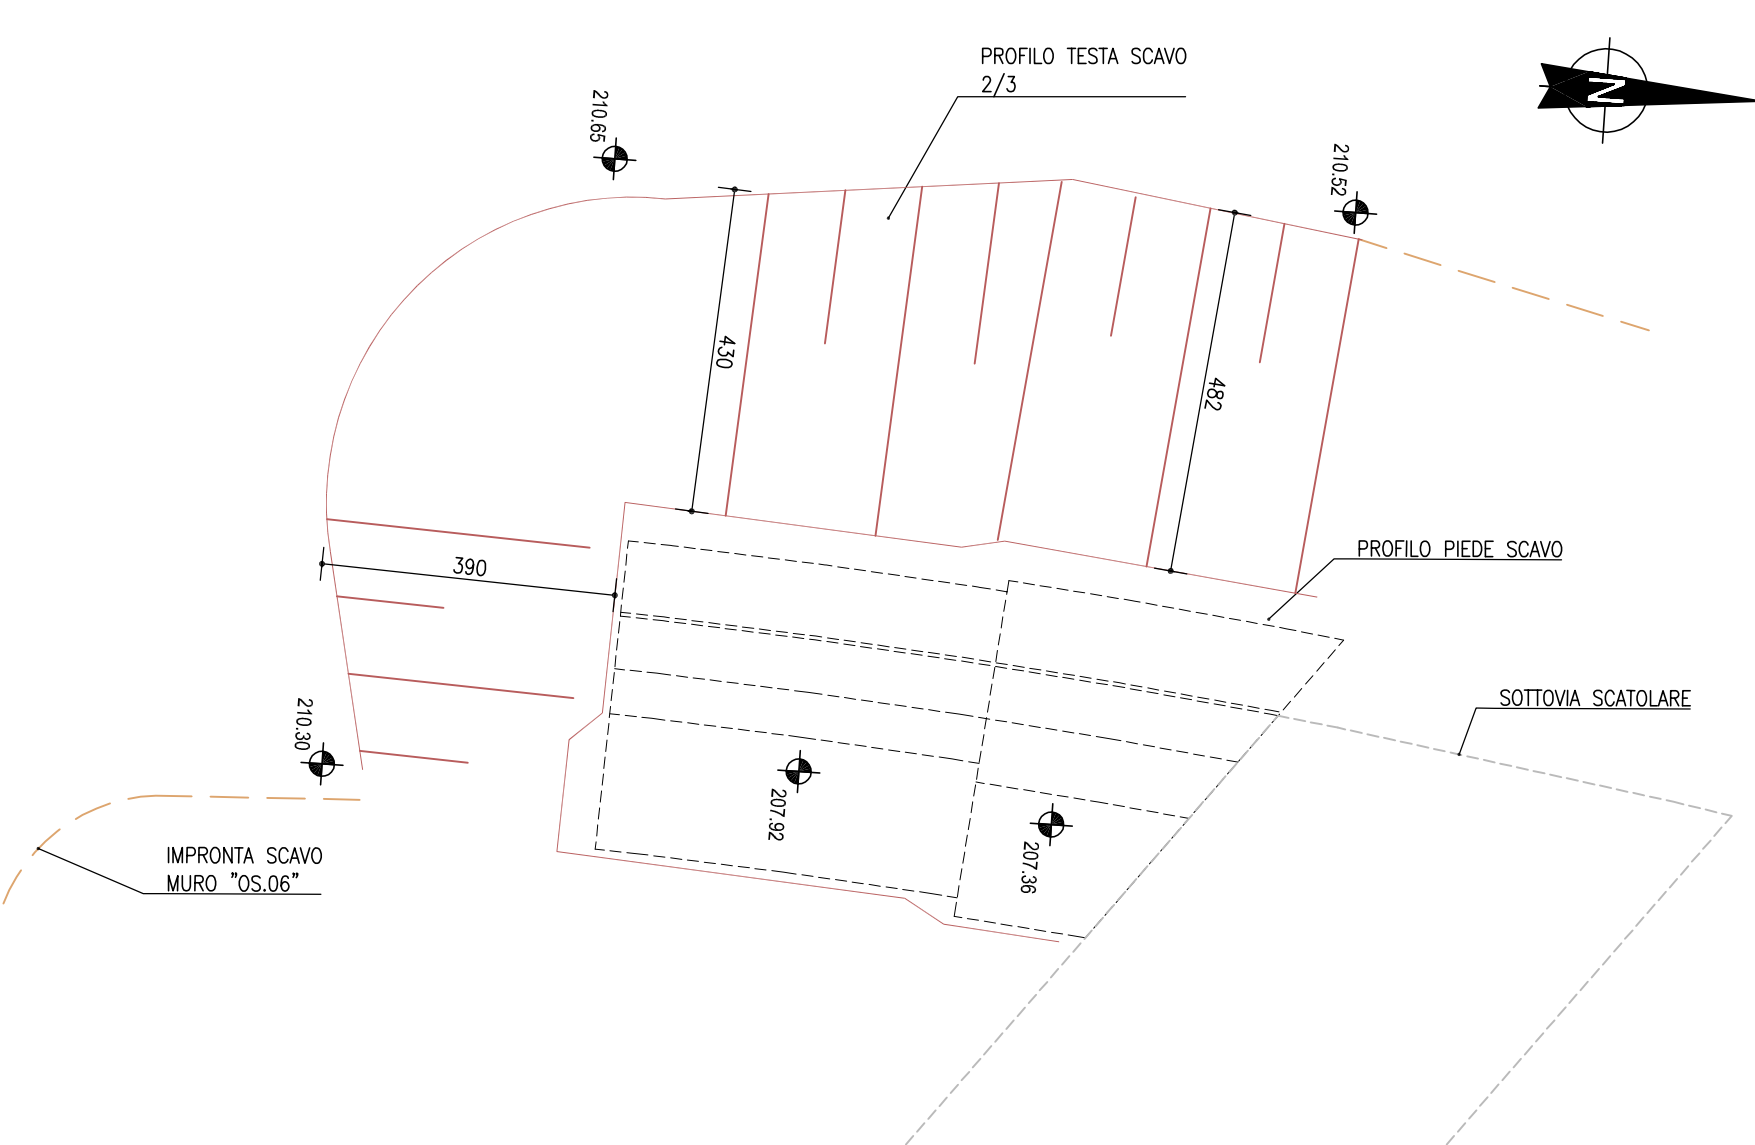 PROFILO TESTA SCAVO
2/3
N
210.65
210.52
430
482
390
PROFILO PIEDE SCAVO
SOTTOVIA SCATOLARE
210.30
207.92
207.36
IMPRONTA SCAVO
MURO "OS.06"